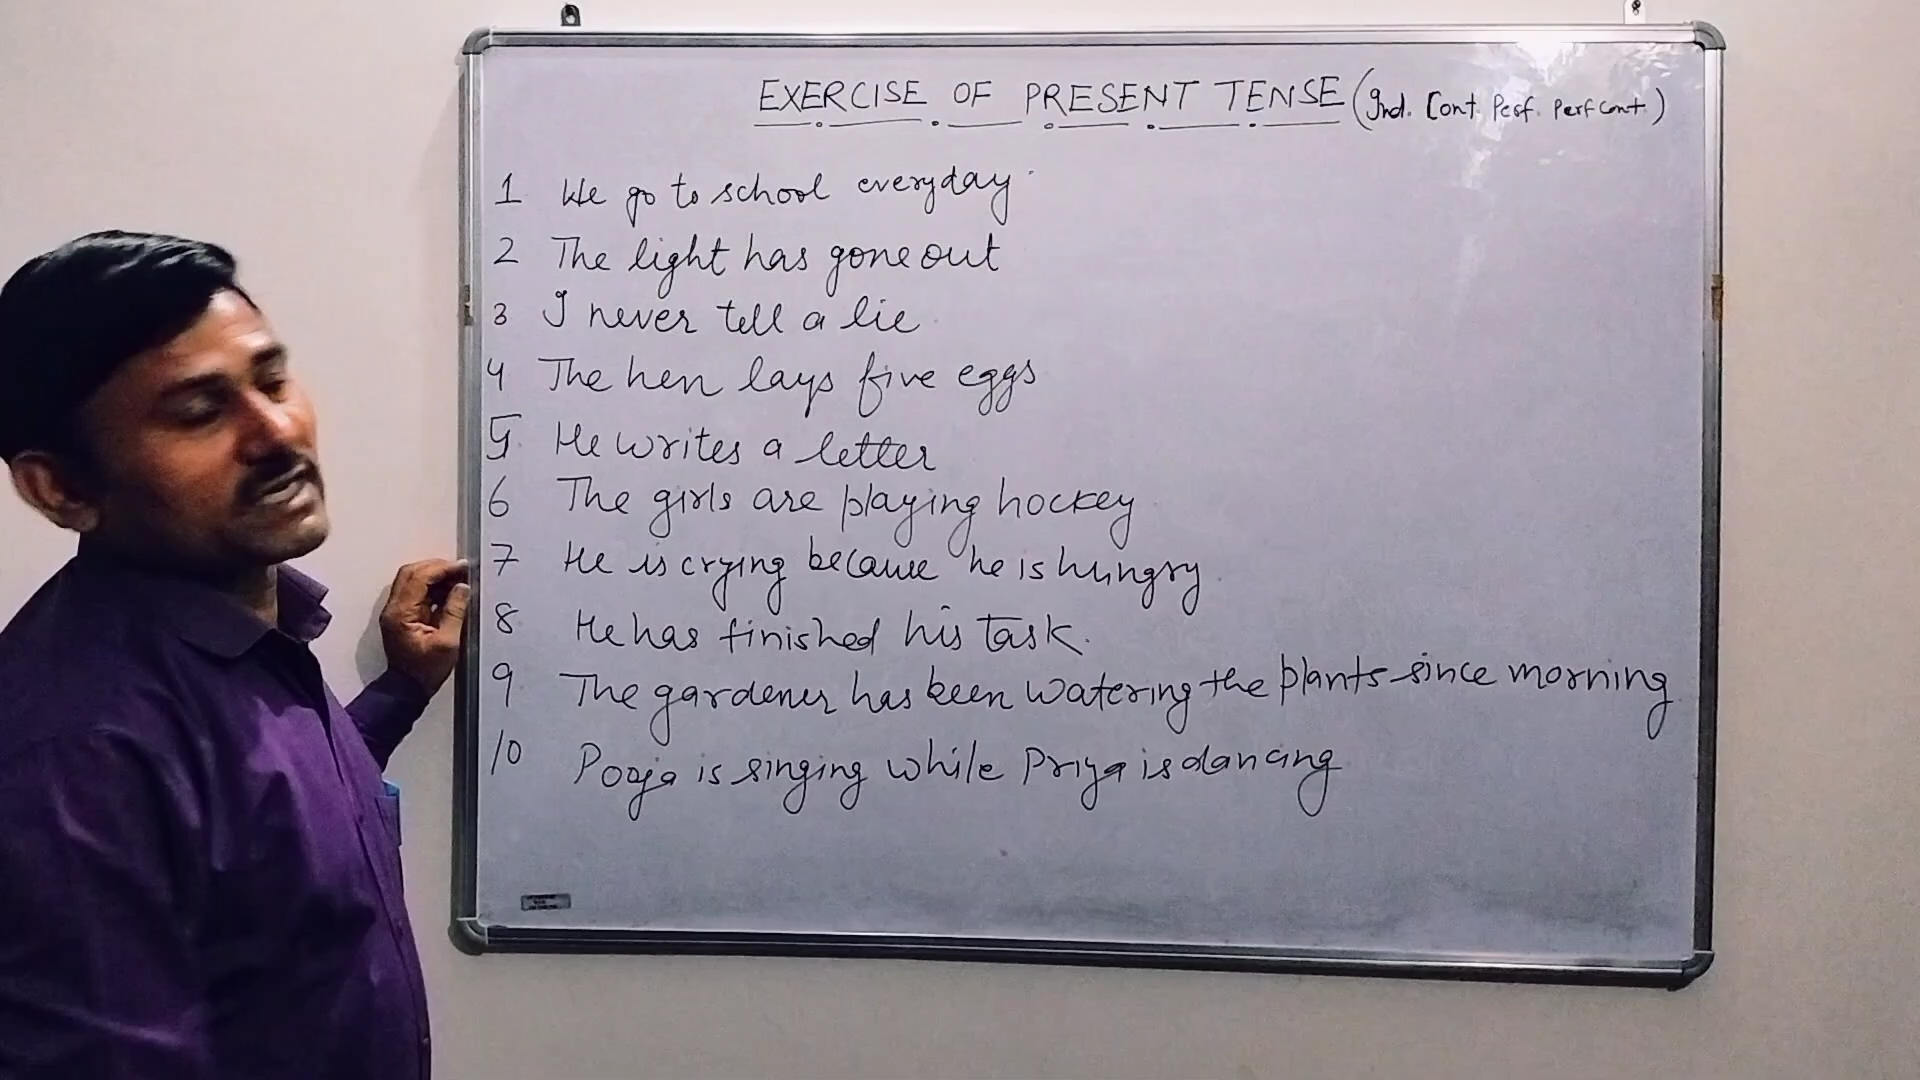 EXERCISE OF PRESENT TENSE (Ind. Cont. Perf. Perf Cont.)
1 We go to school everyday.
2 The light has gone out
3 I never tell a lie
4 The hen lays five eggs
5 He writes a letter
6 The girls are playing hockey
7 He is crying because he is hungry
8 He has finished his task.
9 The gardener has been watering the plants since morning
10 Pooja is singing while Priya is dancing